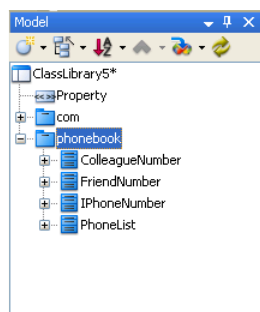 Model
ClassLibrary5*
Property
com
phonebook
ColleagueNumber
FriendNumber
IPhoneNumber
PhoneList